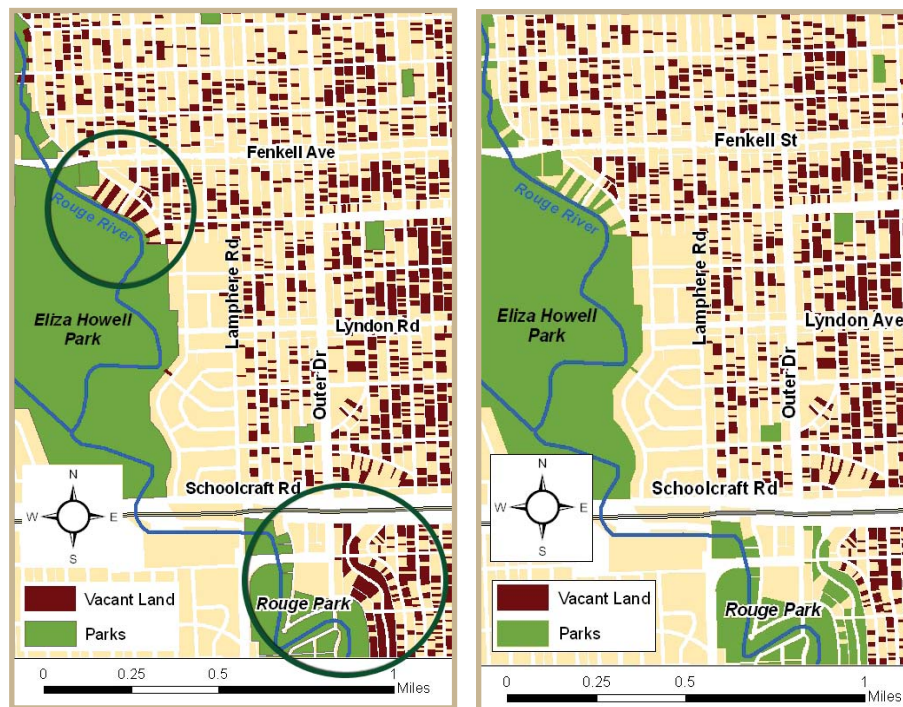 Fenkell Ave
Rouge River
Lamphere Rd
Eliza Howell
Park
Lyndon Rd
Outer Dr
Schoolcraft Rd
N
W E
S
Rouge Park
Vacant Land
Parks
0 0.25 0.5 1
Miles
Fenkell St
Rouge River
Lamphere Rd
Eliza Howell
Park
Lyndon Ave
Outer Dr
Schoolcraft Rd
N
W E
S
Rouge Park
Vacant Land
Parks
0 0.25 0.5 1
Miles